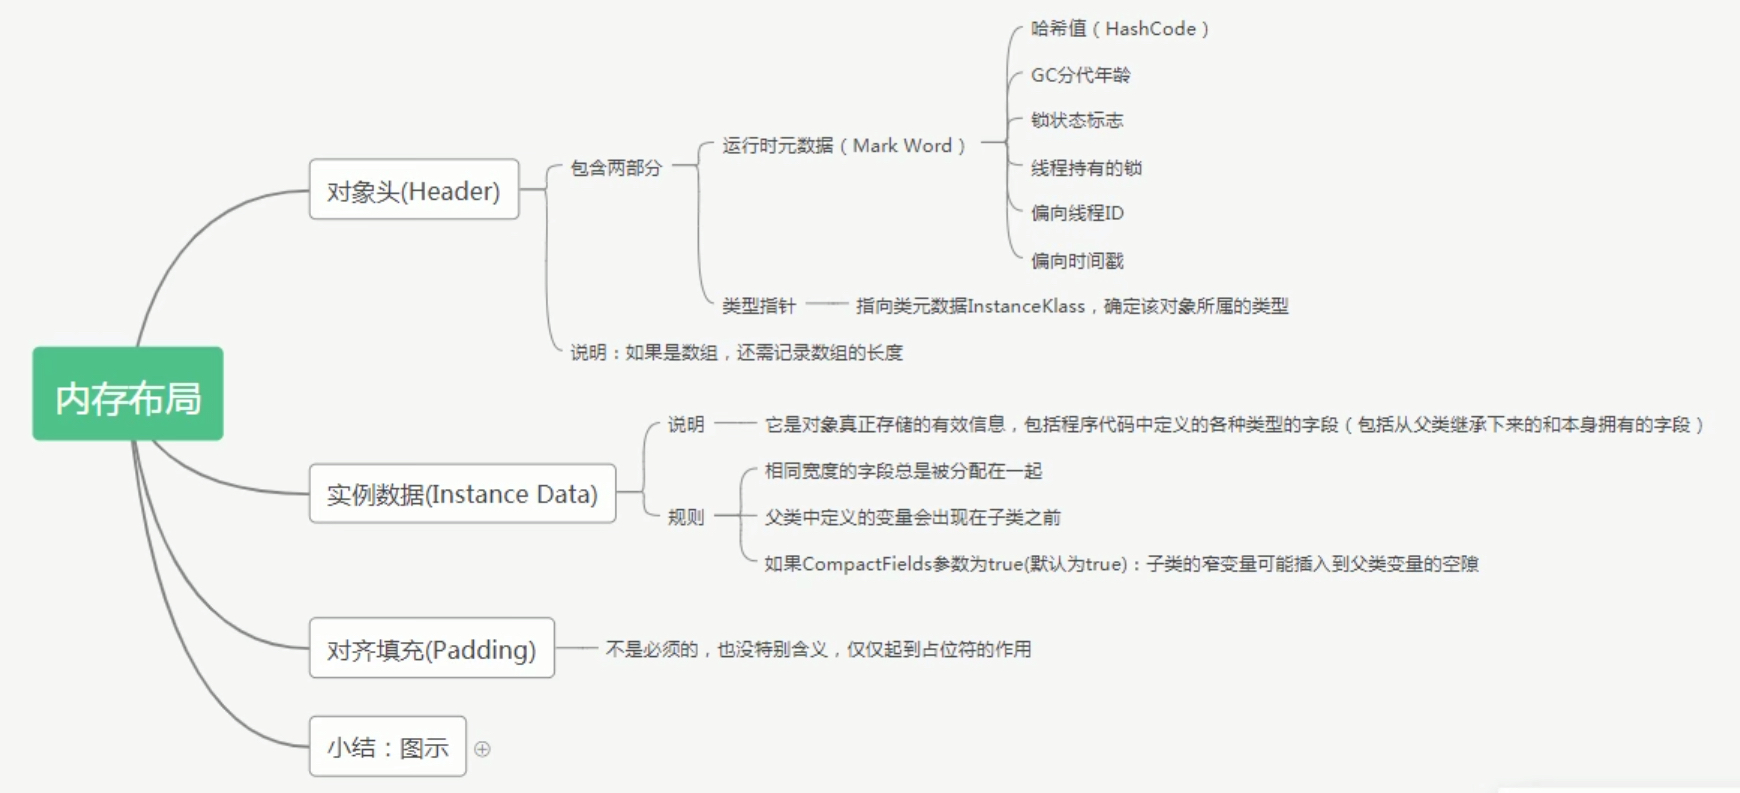 内存布局
对象头(Header)
包含两部分
运行时元数据（Mark Word）
哈希值（HashCode）
GC分代年龄
锁状态标志
线程持有的锁
偏向线程ID
偏向时间戳
类型指针
指向类元数据InstanceKlass，确定该对象所属的类型
说明：如果是数组，还需记录数组的长度
实例数据(Instance Data)
说明
它是对象真正存储的有效信息，包括程序代码中定义的各种类型的字段（包括从父类继承下来的和本身拥有的字段）
规则
相同宽度的字段总是被分配在一起
父类中定义的变量会出现在子类之前
如果CompactFields参数为true(默认为true)：子类的窄变量可能插入到父类变量的空隙
对齐填充(Padding)
不是必须的，也没特别含义，仅仅起到占位符的作用
小结：图示